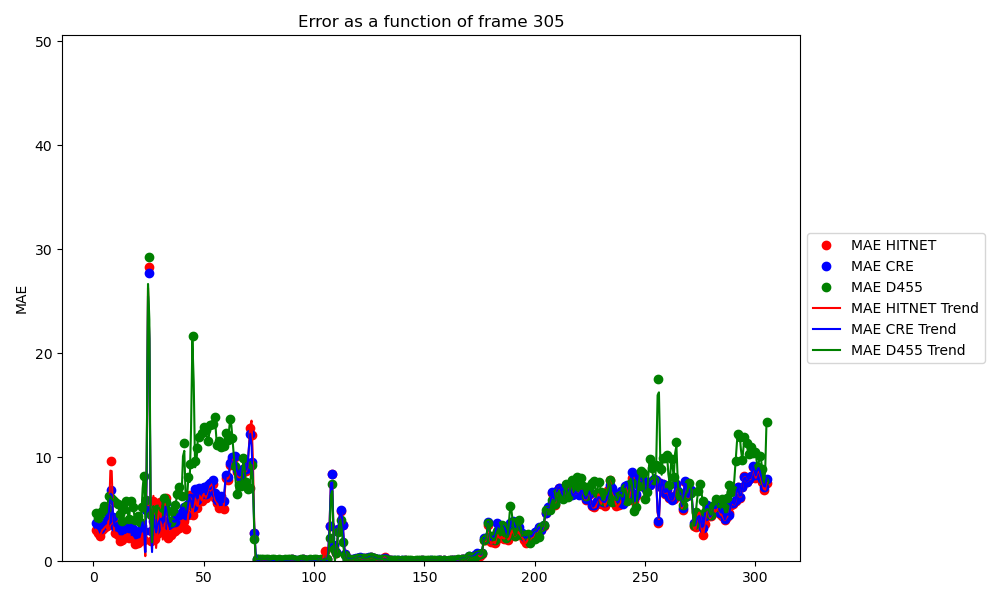 Error as a function of frame 305
50
40
30
20
10
0
MAE
0 50 100 150 200 250 300
MAE HITNET
MAE CRE
MAE D455
MAE HITNET Trend
MAE CRE Trend
MAE D455 Trend